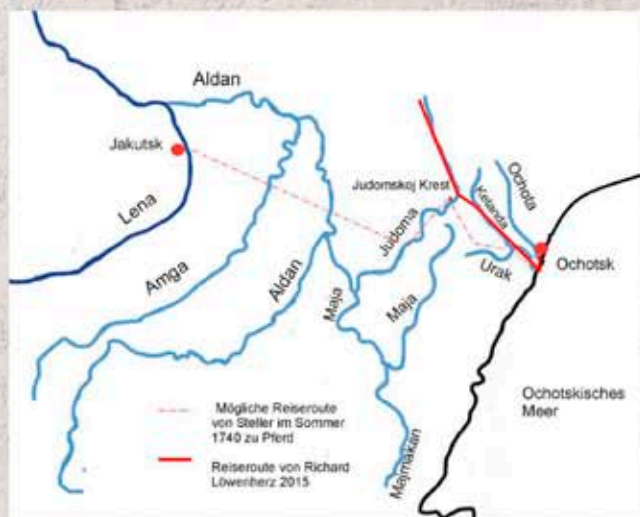 Aldan
Jakutsk
Lena
Amga
Aldan
Judomskoj Krest
Ketanda
Ochota
Judoma
Urak
Ochotsk
Maja
Maja
Majmakan
Ochotskisches
Meer
Mögliche Reiseroute
von Steller im Sommer
1740 zu Pferd
Reiseroute von Richard
Löwenherz 2015